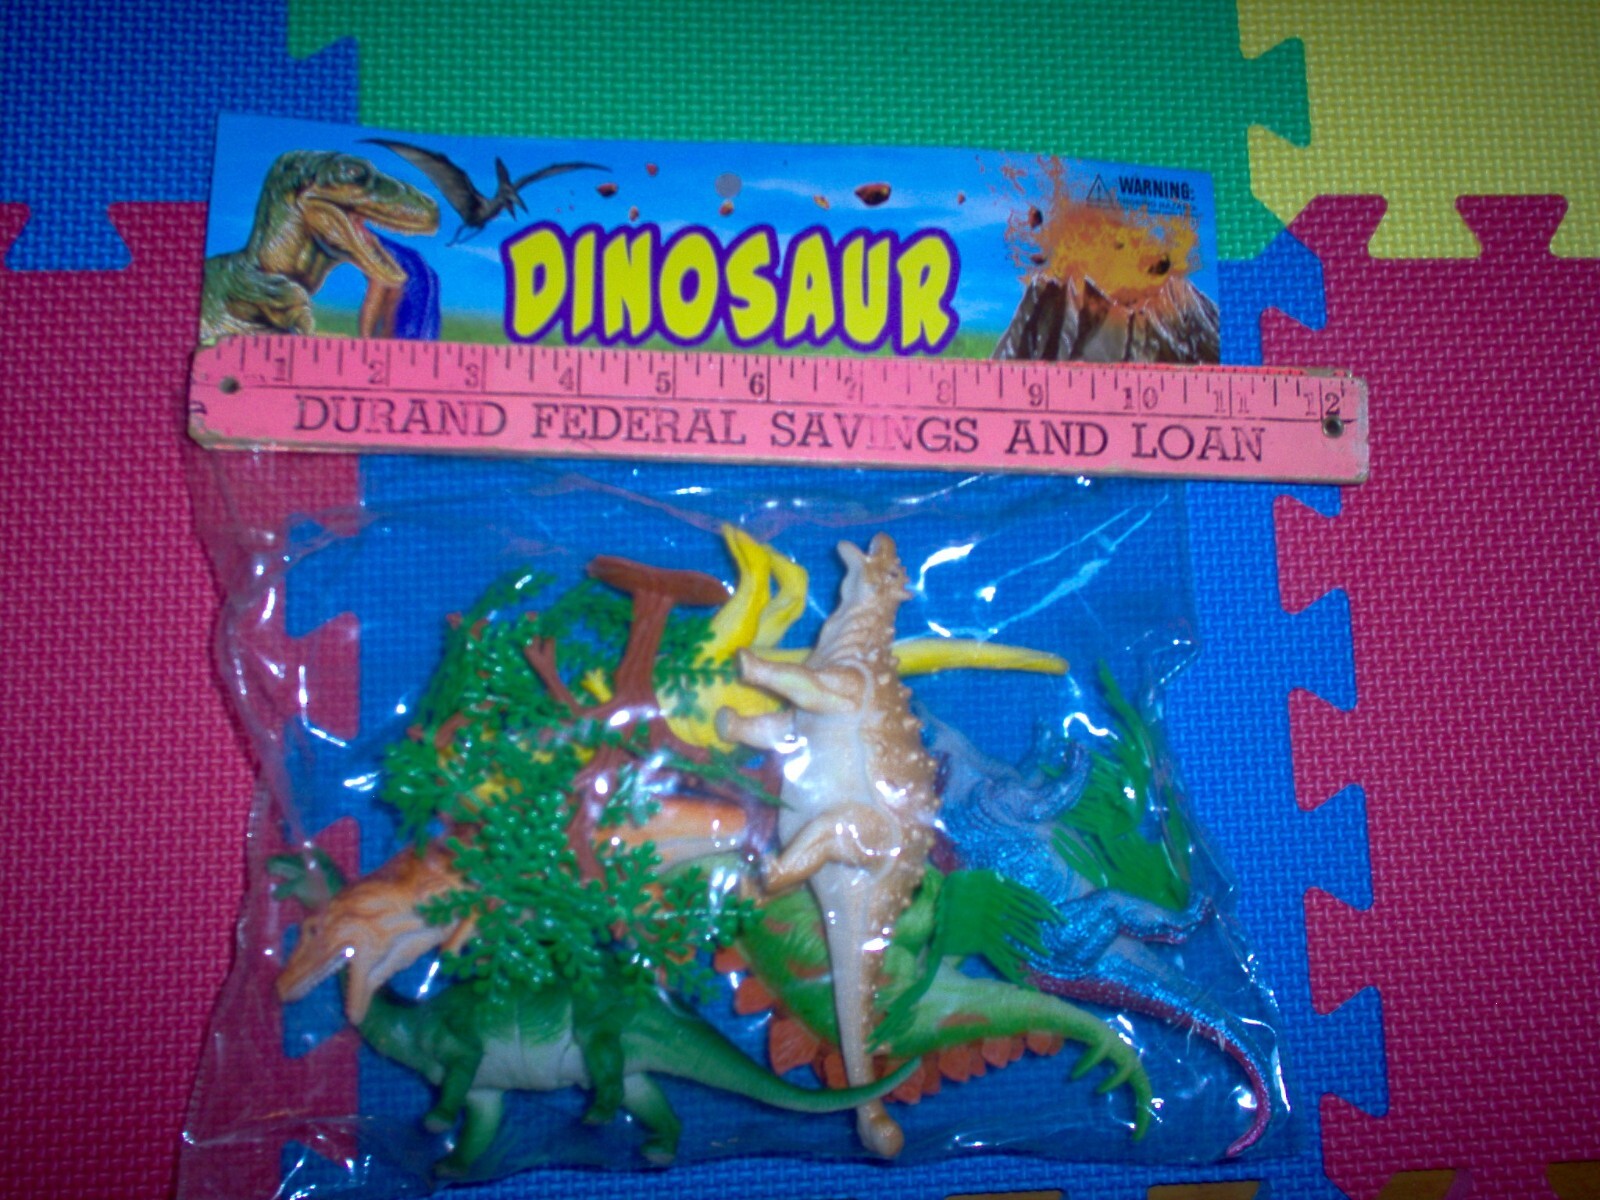 WARNING:
DINOSAUR
1 2 3 4 5 6 7 8 9 10 11 12
DURAND FEDERAL SAVINGS AND LOAN